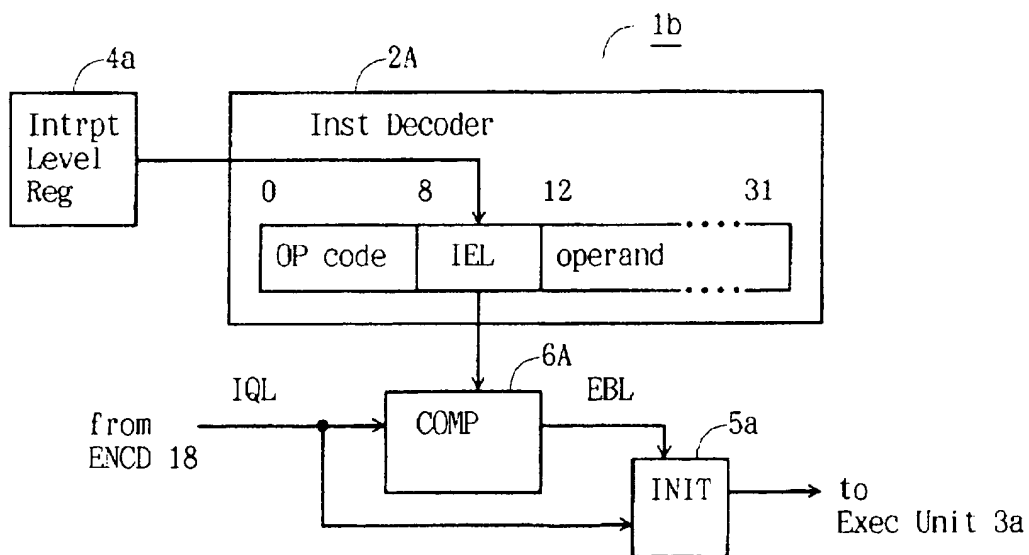 1b
4a
2A
Intrpt
Level
Reg
Inst Decoder
0 8 12 31
OP code IEL operand
6A
IQL
EBL
from
ENCD 18
COMP
5a
INIT
to
Exec Unit 3a